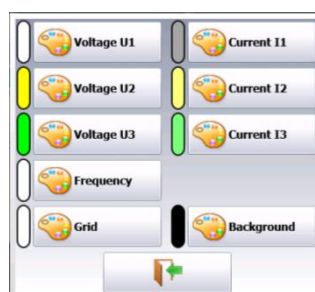 Voltage U1 Current I1
Voltage U2 Current I2
Voltage U3 Current I3
Frequency
Grid Background